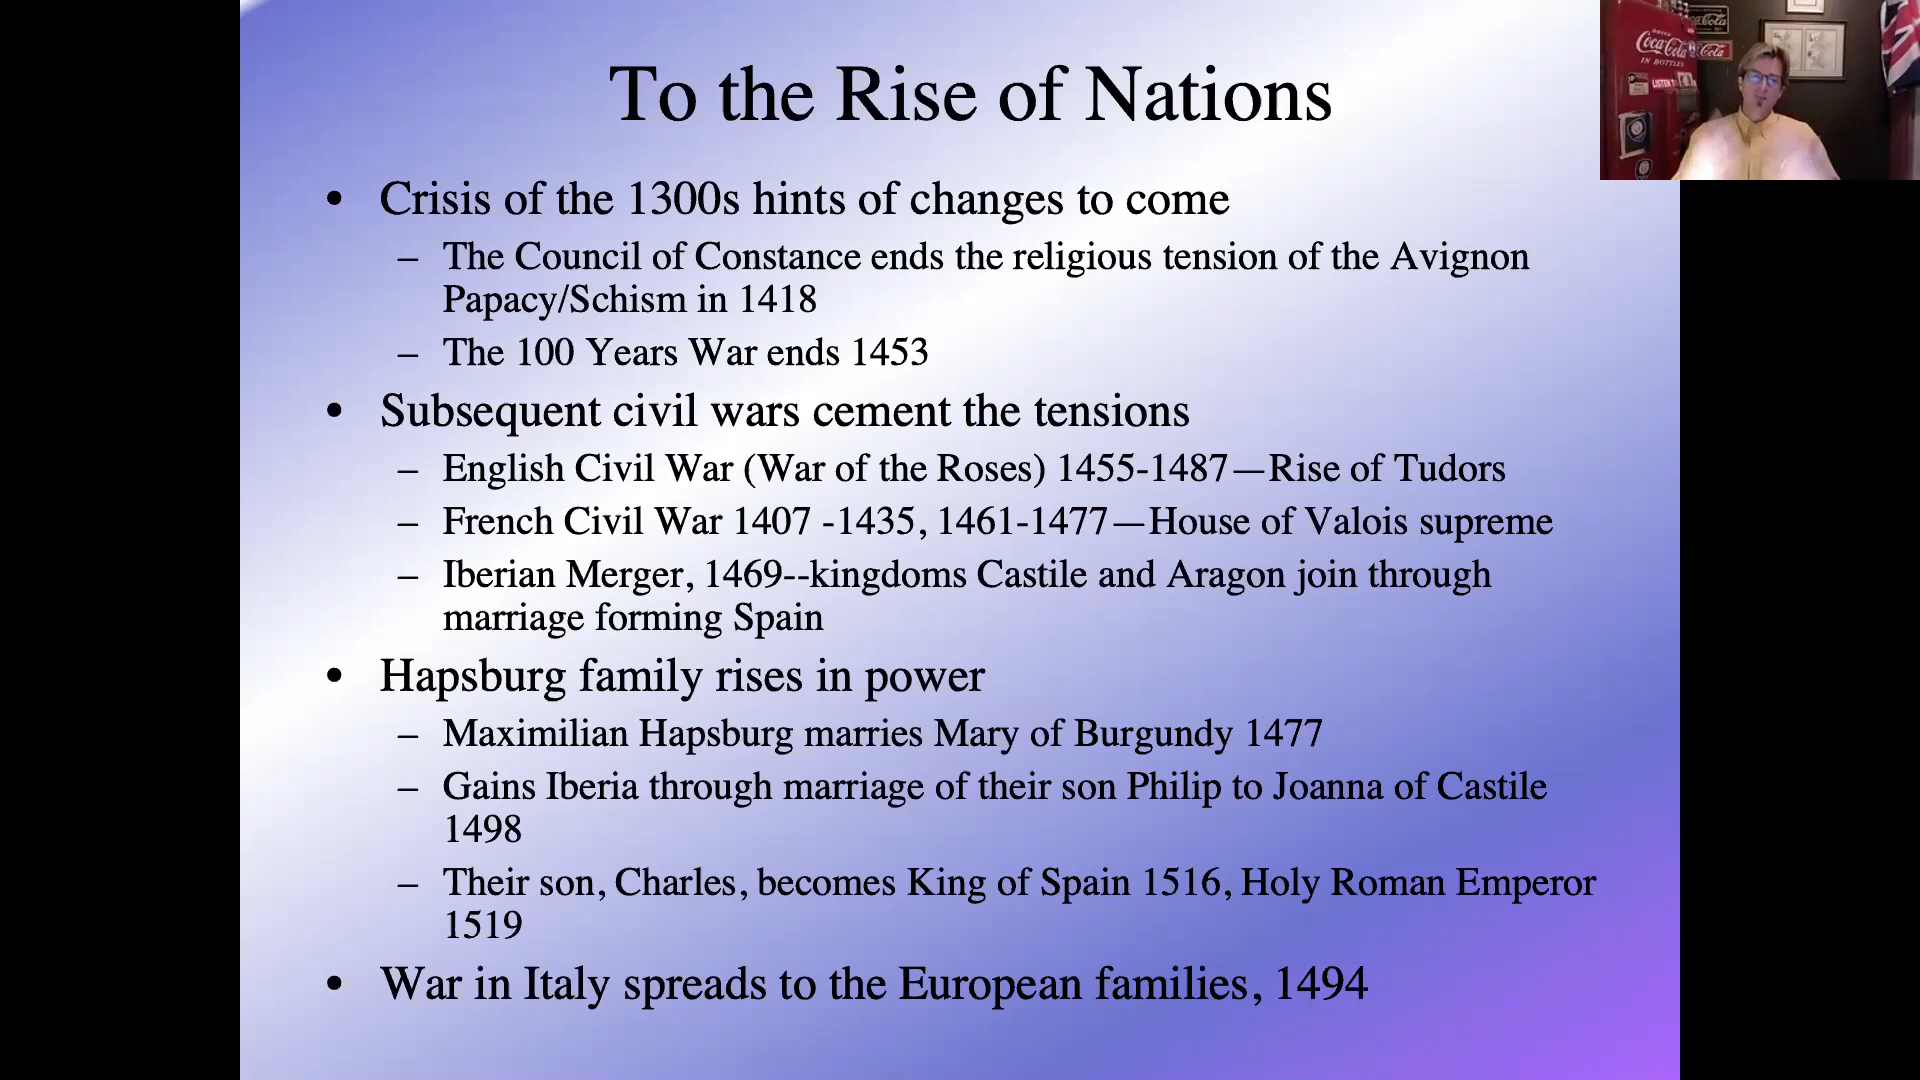 To the Rise of Nations
• Crisis of the 1300s hints of changes to come
– The Council of Constance ends the religious tension of the Avignon
Papacy/Schism in 1418
– The 100 Years War ends 1453
• Subsequent civil wars cement the tensions
– English Civil War (War of the Roses) 1455-1487—Rise of Tudors
– French Civil War 1407 -1435, 1461-1477—House of Valois supreme
– Iberian Merger, 1469--kingdoms Castile and Aragon join through
marriage forming Spain
• Hapsburg family rises in power
– Maximilian Hapsburg marries Mary of Burgundy 1477
– Gains Iberia through marriage of their son Philip to Joanna of Castile
1498
– Their son, Charles, becomes King of Spain 1516, Holy Roman Emperor
1519
• War in Italy spreads to the European families, 1494
DRINK
Coca-Cola
IN BOTTLES